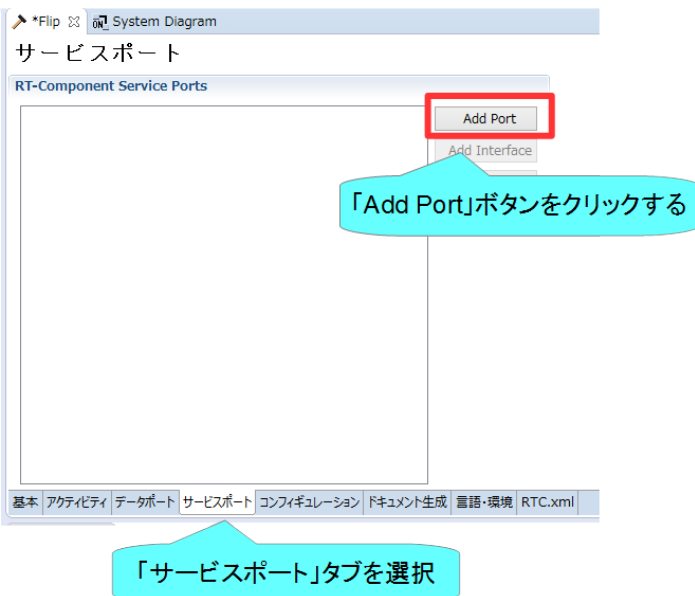 *Flip System Diagram
サービスポート
RT-Component Service Ports
Add Port
Add Interface
「Add Port」ボタンをクリックする
基本 アクティビティ データポート サービスポート コンフィギュレーション ドキュメント生成 言語・環境 RTC.xml
「サービスポート」タブを選択